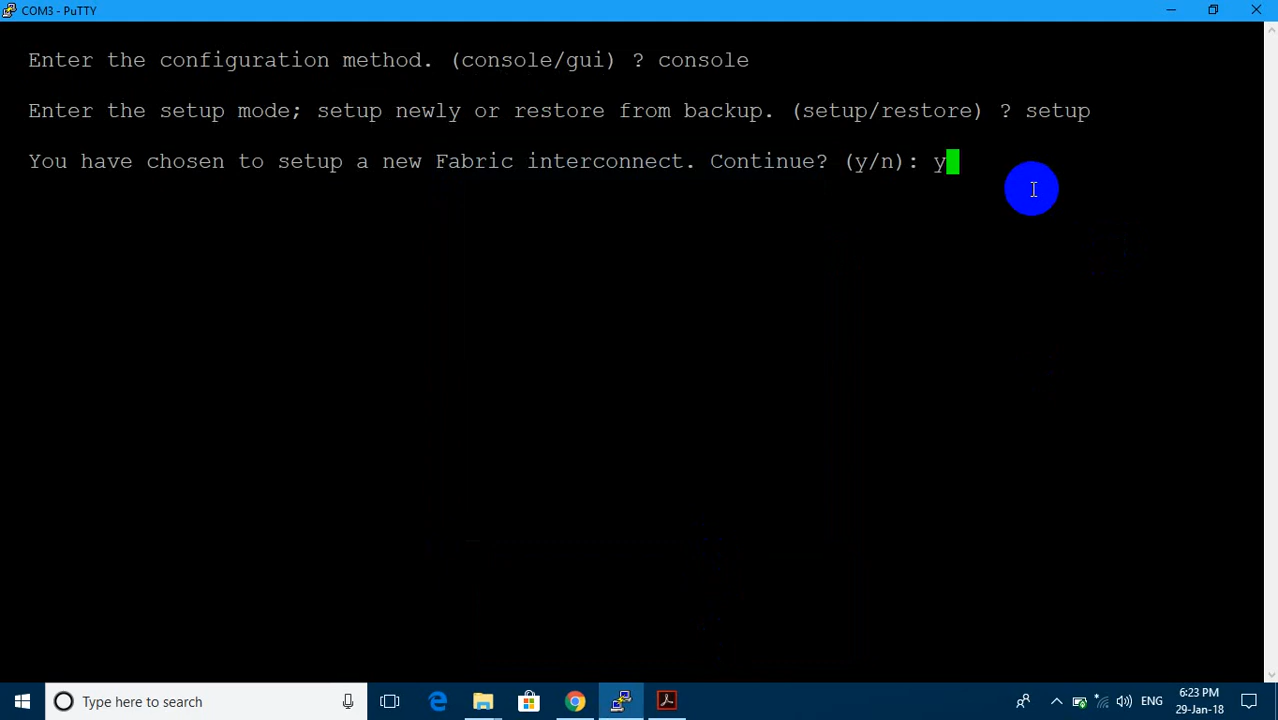 COM3 - PuTTY
Enter the configuration method. (console/gui) ? console
Enter the setup mode; setup newly or restore from backup. (setup/restore) ? setup
You have chosen to setup a new Fabric interconnect. Continue? (y/n): y
Type here to search
ENG
6:23 PM
29-Jan-18